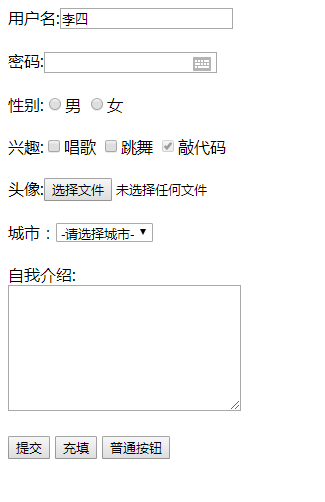 用户名:李四
密码:
性别: 男 女
兴趣: 唱歌 跳舞 敲代码
头像:选择文件 未选择任何文件
城市：-请选择城市-
自我介绍:
提交 充填 普通按钮